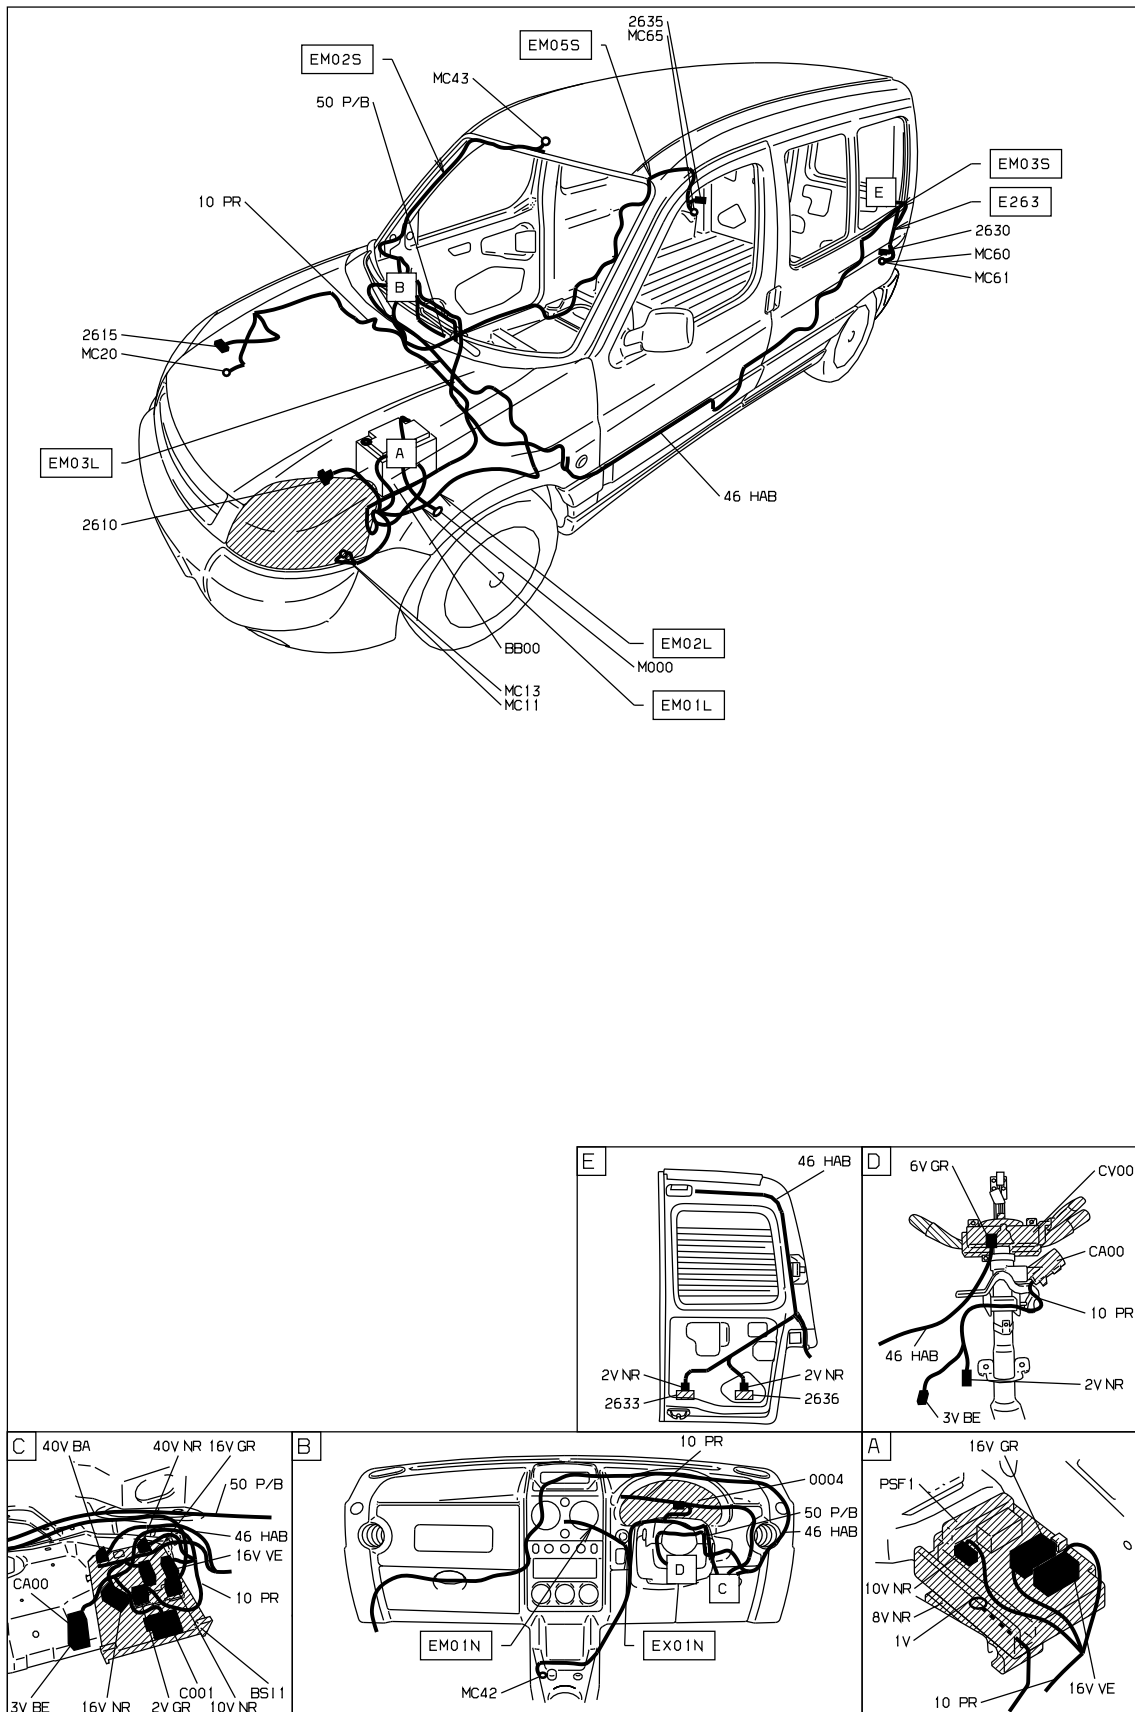 2635
MC65
EM05S
EM02S
MC43
50 P/B
10 PR
EM03S
E
E263
2630
MC60
MC61
B
2615
MC20
EM03L
A
46 HAB
2610
BB00
EM02L
M000
MC13
MC11
EM01L
E
46 HAB
2V NR
2V NR
2633
2636
D
6V GR
CV00
CA00
10 PR
46 HAB
2V NR
3V BE
C
40V BA
40V NR
16V GR
50 P/B
46 HAB
16V VE
CA00
10 PR
3V BE
16V NR
2V GR
C001
10V NR
BSI1
B
10 PR
0004
50 P/B
46 HAB
D
C
EM01N
EX01N
MC42
A
16V GR
PSF1
10V NR
8V NR
1V
10 PR
16V VE